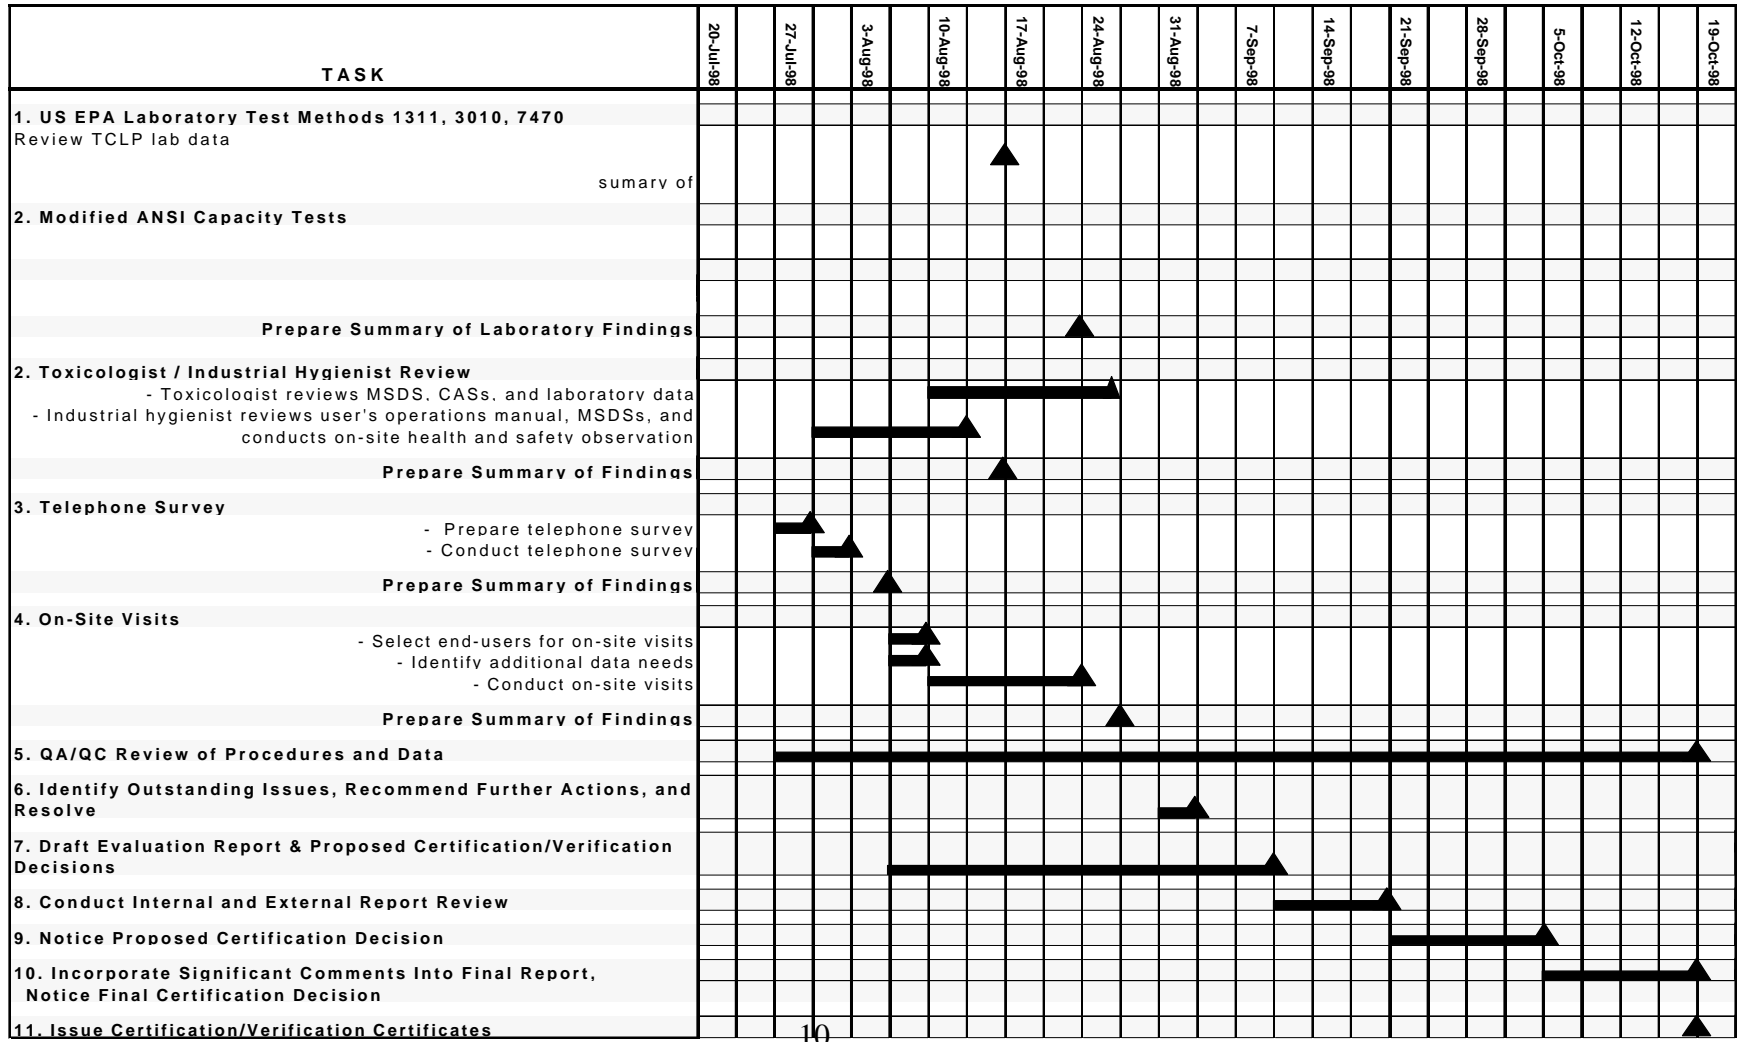 TASK
20-Jul-98
27-Jul-98
3-Aug-98
10-Aug-98
17-Aug-98
24-Aug-98
31-Aug-98
7-Sep-98
14-Sep-98
21-Sep-98
28-Sep-98
5-Oct-98
12-Oct-98
19-Oct-98
1. US EPA Laboratory Test Methods 1311, 3010, 7470
Review TCLP lab data
sumary of
2. Modified ANSI Capacity Tests
Prepare Summary of Laboratory Findings
2. Toxicologist / Industrial Hygienist Review
- Toxicologist reviews MSDS, CASs, and laboratory data
- Industrial hygienist reviews user's operations manual, MSDSs, and
conducts on-site health and safety observation
Prepare Summary of Findings
3. Telephone Survey
- Prepare telephone survey
- Conduct telephone survey
Prepare Summary of Findings
4. On-Site Visits
- Select end-users for on-site visits
- Identify additional data needs
- Conduct on-site visits
Prepare Summary of Findings
5. QA/QC Review of Procedures and Data
6. Identify Outstanding Issues, Recommend Further Actions, and
Resolve
7. Draft Evaluation Report & Proposed Certification/Verification
Decisions
8. Conduct Internal and External Report Review
9. Notice Proposed Certification Decision
10. Incorporate Significant Comments Into Final Report,
Notice Final Certification Decision
11. Issue Certification/Verification Certificates
10